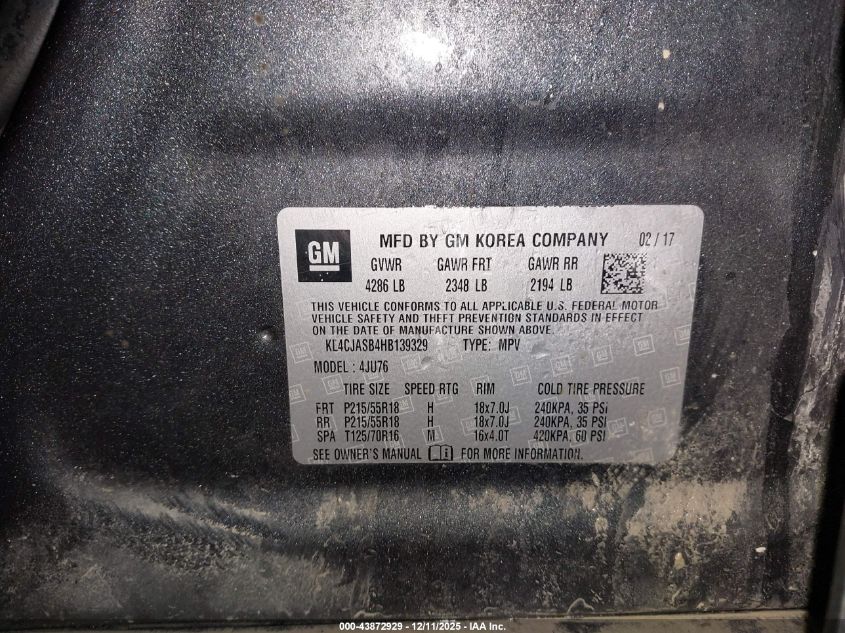 GM
MFD BY GM KOREA COMPANY 02/17
GVWR GAWR FRT GAWR RR
4286 LB 2348 LB 2194 LB
THIS VEHICLE CONFORMS TO ALL APPLICABLE U.S. FEDERAL MOTOR
VEHICLE SAFETY AND THEFT PREVENTION STANDARDS IN EFFECT
ON THE DATE OF MANUFACTURE SHOWN ABOVE.
KL4CJASB4HB139329 TYPE: MPV
MODEL : 4JU76
TIRE SIZE SPEED RTG RIM COLD TIRE PRESSURE
FRT P215/55R18 H 18x7.0J 240KPA, 35 PSi
RR P215/55R18 H 18x7.0J 240KPA, 35 PSI
SPA T125/70R16 M 16x4.0T 420KPA, 60 PSI
SEE OWNER'S MANUAL FOR MORE INFORMATION.
000-43872929 - 12/11/2025 - IAA Inc.